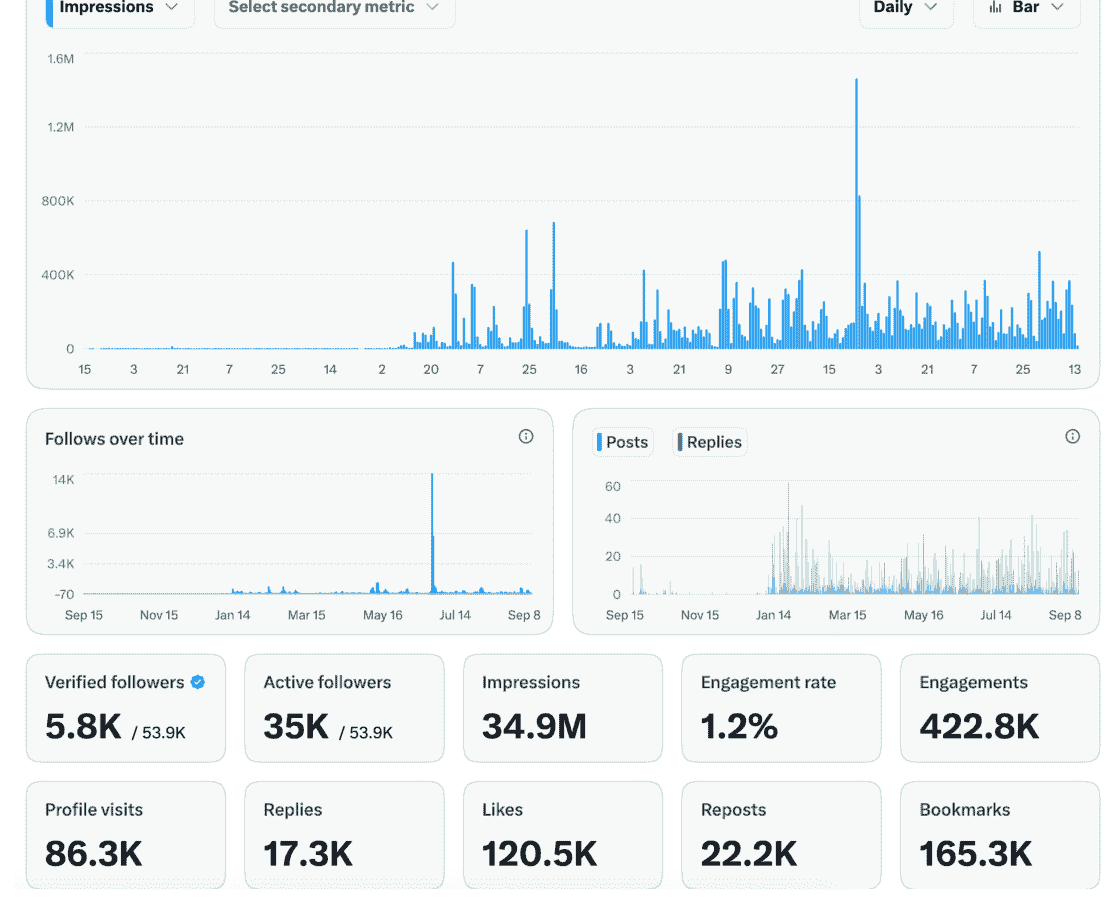 Impressions Select secondary metric Daily Bar
1.6M
1.2M
800K
400K
0
15 3 21 7 25 14 2 20 7 25 16 3 21 9 27 15 3 21 7 25 13
Follows over time
14K
6.9K
3.4K
-70
Sep 15 Nov 15 Jan 14 Mar 15 May 16 Jul 14 Sep 8
Posts Replies
60
40
20
0
Sep 15 Nov 15 Jan 14 Mar 15 May 16 Jul 14 Sep 8
Verified followers
5.8K / 53.9K
Active followers
35K / 53.9K
Impressions
34.9M
Engagement rate
1.2%
Engagements
422.8K
Profile visits
86.3K
Replies
17.3K
Likes
120.5K
Reposts
22.2K
Bookmarks
165.3K